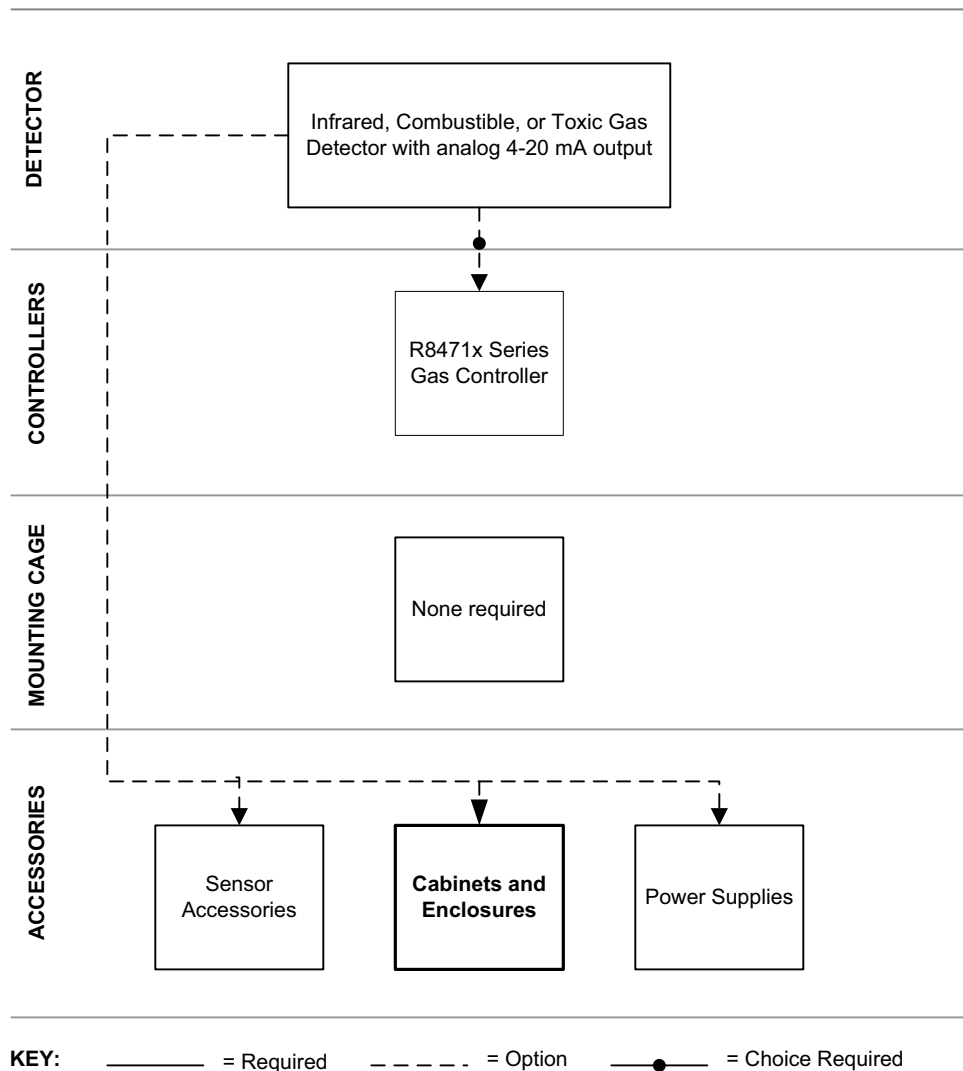 DETECTOR
Infrared, Combustible, or Toxic Gas
Detector with analog 4-20 mA output
CONTROLLERS
R8471x Series
Gas Controller
MOUNTING CAGE
None required
ACCESSORIES
Sensor
Accessories
Cabinets and
Enclosures
Power Supplies
KEY:
= Required
= Option
= Choice Required